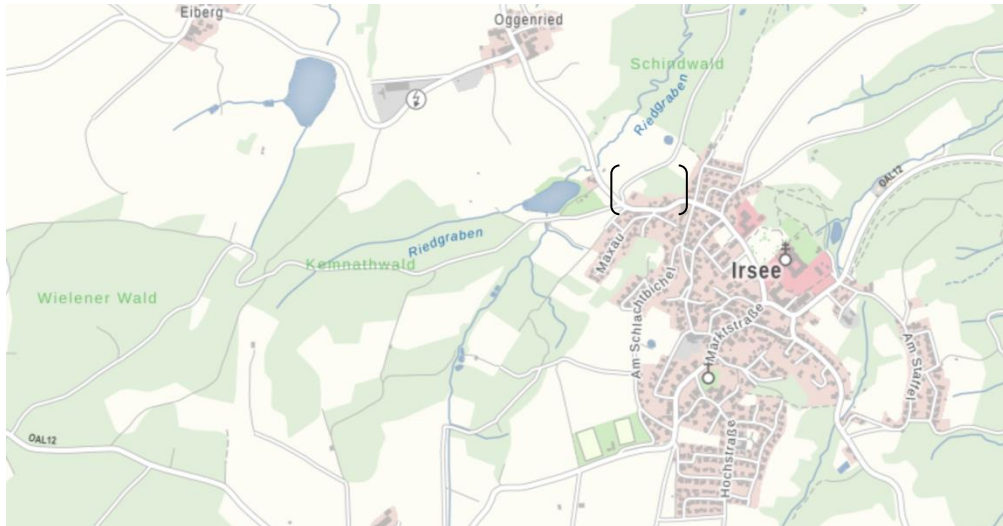 Eiberg
Oggenried
Schindwald
Riedgraben
OAL12
Riedgraben
Maxau
Kemnathwald
Irsee
Wielener Wald
Am Schlachtbichel
Marktstraße
Am Staffel
Hochstraße
OAL12